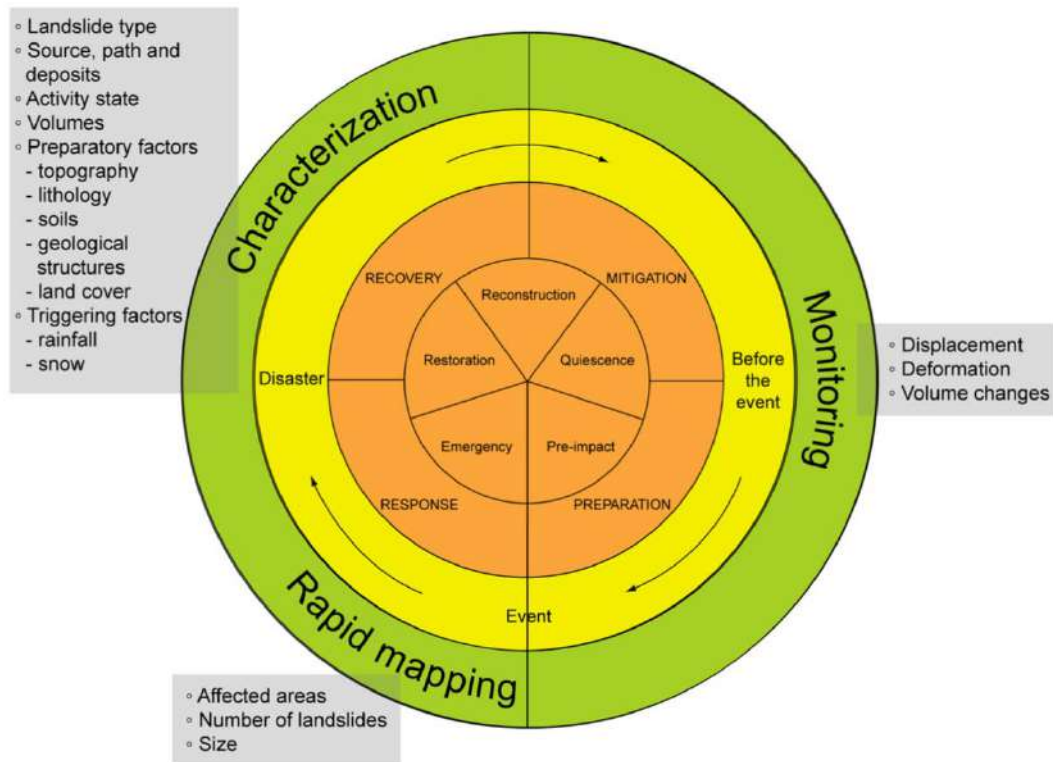 ◦ Landslide type
◦ Source, path and
deposits
◦ Activity state
◦ Volumes
◦ Preparatory factors
- topography
- lithology
- soils
- geological
structures
- land cover
◦ Triggering factors
- rainfall
- snow
Characterization
RECOVERY
MITIGATION
Reconstruction
Restoration
Quiescence
Disaster
Before
the
event
Monitoring
◦ Displacement
◦ Deformation
◦ Volume changes
Emergency
Pre-impact
RESPONSE
PREPARATION
Event
Rapid mapping
◦ Affected areas
◦ Number of landslides
◦ Size